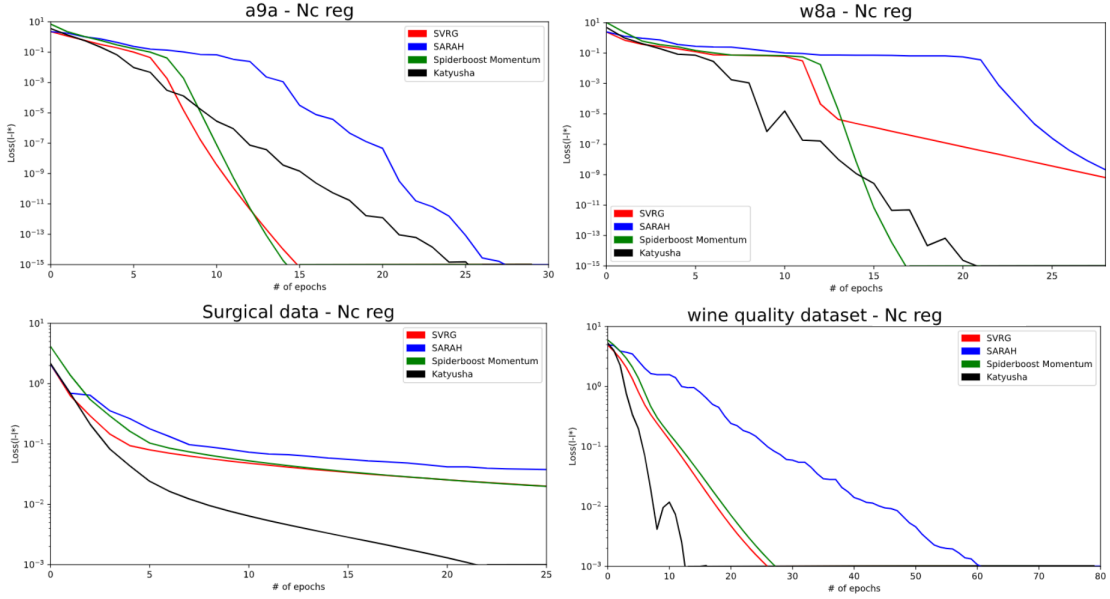 a9a - Nc reg
10^1
10^-1
10^-3
10^-5
10^-7
10^-9
10^-11
10^-13
10^-15
Loss(l-l*)
SVRG
SARAH
Spiderboost Momentum
Katyusha
0 5 10 15 20 25 30
# of epochs
w8a - Nc reg
10^1
10^-1
10^-3
10^-5
10^-7
10^-9
10^-11
10^-13
10^-15
Loss(l-l*)
SVRG
SARAH
Spiderboost Momentum
Katyusha
0 5 10 15 20 25
# of epochs
Surgical data - Nc reg
10^1
10^0
10^-1
10^-2
10^-3
Loss(l-l*)
SVRG
SARAH
Spiderboost Momentum
Katyusha
0 5 10 15 20 25
# of epochs
wine quality dataset - Nc reg
10^1
10^0
10^-1
10^-2
10^-3
Loss(l-l*)
SVRG
SARAH
Spiderboost Momentum
Katyusha
0 10 20 30 40 50 60 70 80
# of epochs